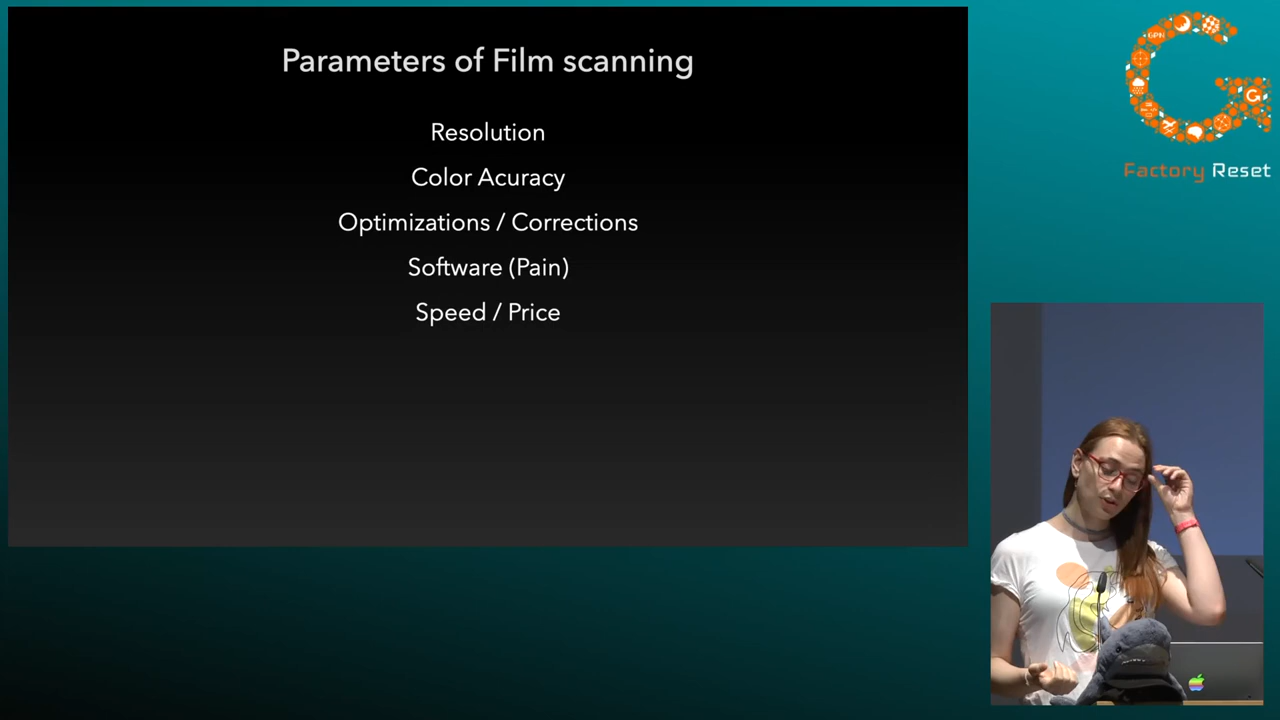 Parameters of Film scanning
Resolution
Color Acuracy
Optimizations / Corrections
Software (Pain)
Speed / Price
GPN
Factory Reset